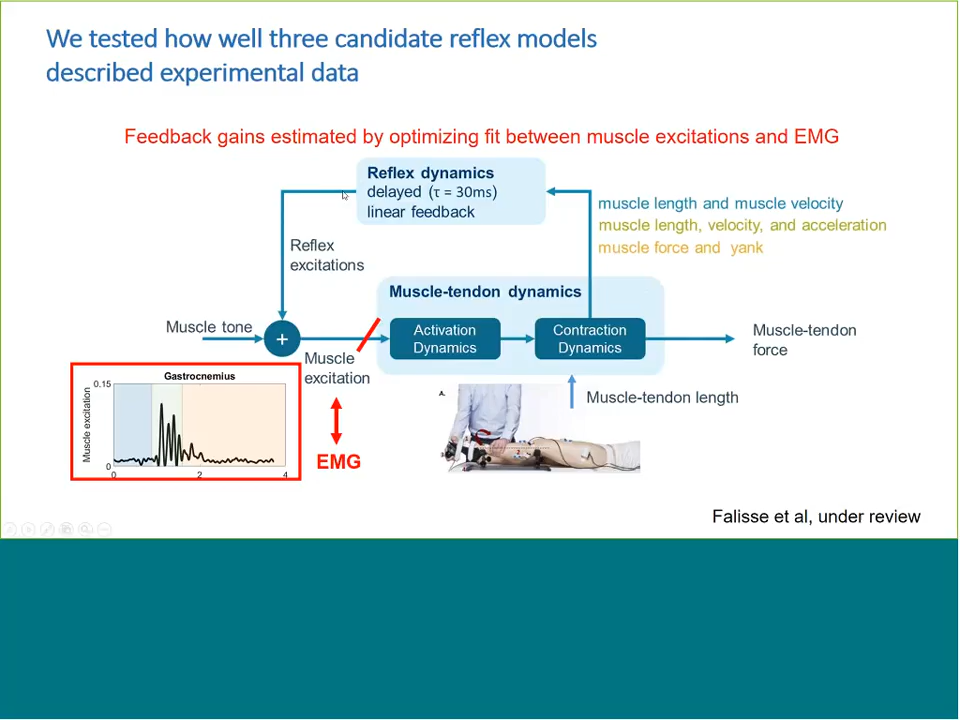 We tested how well three candidate reflex models
described experimental data
Feedback gains estimated by optimizing fit between muscle excitations and EMG
Reflex dynamics
delayed (τ = 30ms)
linear feedback
muscle length and muscle velocity
muscle length, velocity, and acceleration
muscle force and yank
Reflex
excitations
Muscle-tendon dynamics
Muscle tone
+
Activation
Dynamics
Contraction
Dynamics
Muscle-tendon
force
Muscle
excitation
Muscle-tendon length
Gastrocnemius
0.15
Muscle excitation
0
0 2 4
EMG
A.
Falisse et al, under review